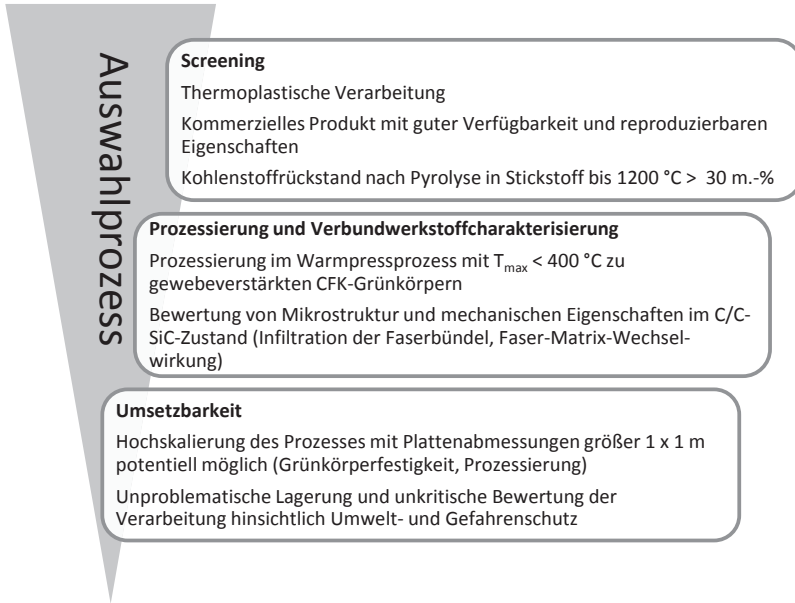 Auswahlprozess
Screening
Thermoplastische Verarbeitung
Kommerzielles Produkt mit guter Verfügbarkeit und reproduzierbaren
Eigenschaften
Kohlenstoffrückstand nach Pyrolyse in Stickstoff bis 1200 °C > 30 m.-%
Prozessierung und Verbundwerkstoffcharakterisierung
Prozessierung im Warmpressprozess mit Tmax < 400 °C zu
gewebeverstärkten CFK-Grünkörpern
Bewertung von Mikrostruktur und mechanischen Eigenschaften im C/C-
SiC-Zustand (Infiltration der Faserbündel, Faser-Matrix-Wechsel-
wirkung)
Umsetzbarkeit
Hochskalierung des Prozesses mit Plattenabmessungen größer 1 x 1 m
potentiell möglich (Grünkörperfestigkeit, Prozessierung)
Unproblematische Lagerung und unkritische Bewertung der
Verarbeitung hinsichtlich Umwelt- und Gefahrenschutz